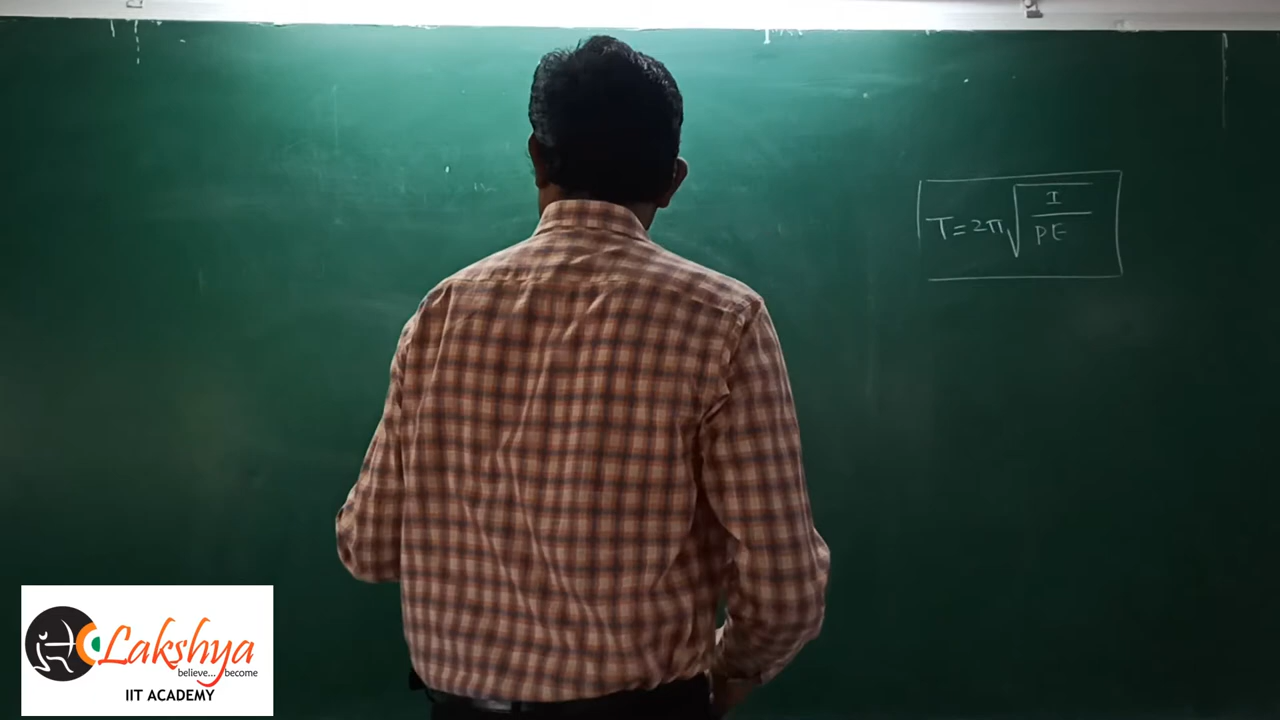 T = 2π√(I/PE)
Lakshya
believe... become
IIT ACADEMY